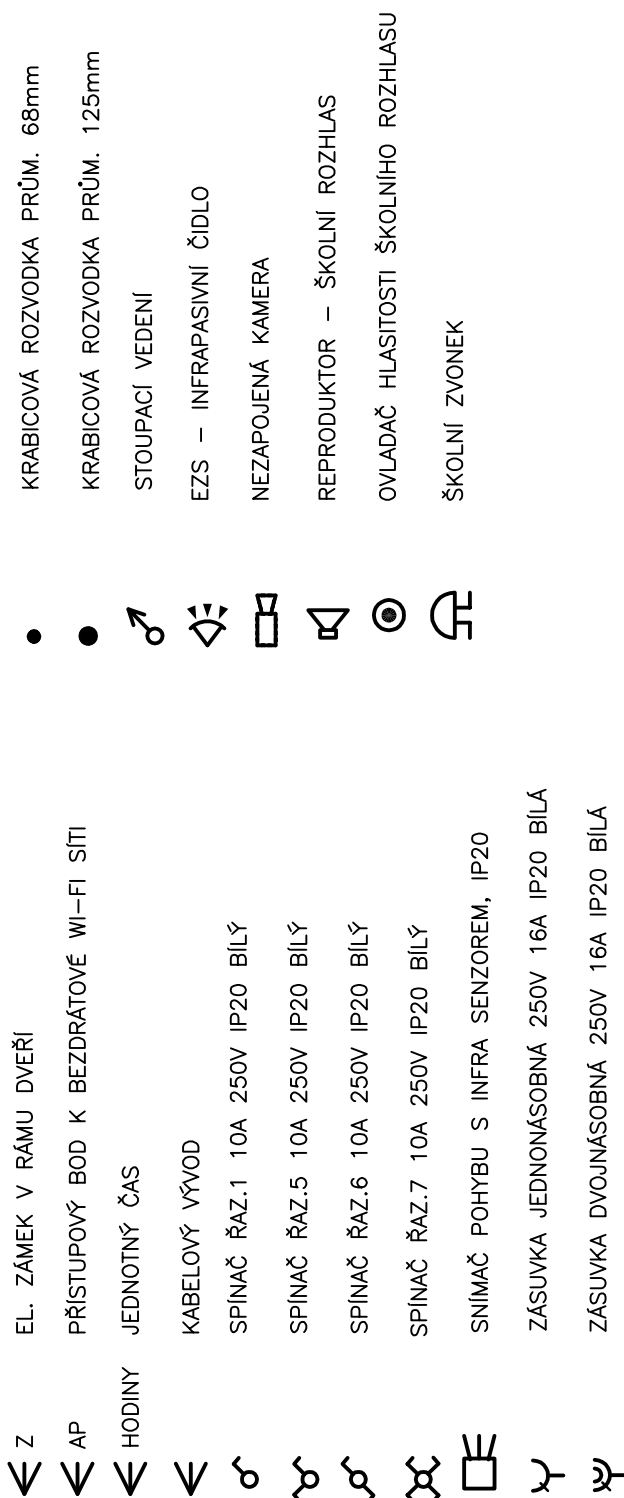 Z EL. ZÁMEK V RÁMU DVEŘÍ
AP PŘÍSTUPOVÝ BOD K BEZDRÁTOVÉ WI–FI SÍTI
HODINY JEDNOTNÝ ČAS
KABELOVÝ VÝVOD
SPÍNAČ ŘAZ.1 10A 250V IP20 BÍLÝ
SPÍNAČ ŘAZ.5 10A 250V IP20 BÍLÝ
SPÍNAČ ŘAZ.6 10A 250V IP20 BÍLÝ
SPÍNAČ ŘAZ.7 10A 250V IP20 BÍLÝ
SNÍMAČ POHYBU S INFRA SENZOREM, IP20
ZÁSUVKA JEDNONÁSOBNÁ 250V 16A IP20 BÍLÁ
ZÁSUVKA DVOJNÁSOBNÁ 250V 16A IP20 BÍLÁ
KRABICOVÁ ROZVODKA PRŮM. 68mm
KRABICOVÁ ROZVODKA PRŮM. 125mm
STOUPACÍ VEDENÍ
EZS – INFRAPASIVNÍ ČIDLO
NEZAPOJENÁ KAMERA
REPRODUKTOR – ŠKOLNÍ ROZHLAS
OVLADAČ HLASITOSTI ŠKOLNÍHO ROZHLASU
ŠKOLNÍ ZVONEK